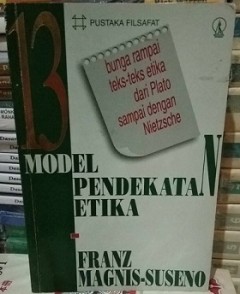 PUSTAKA FILSAFAT
13
bunga rampai
teks-teks etika
dari Plato
sampai dengan
Nietzsche
MODEL
PENDEKATAN
ETIKA
FRANZ
MAGNIS-SUSENO